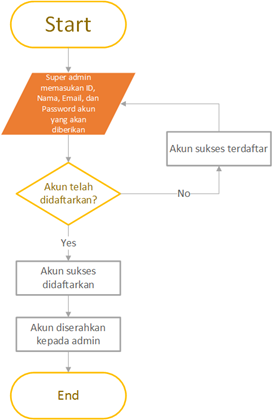 Start
Super admin
memasukan ID,
Nama, Email, dan
Password akun
yang akan
diberikan
Akun sukses terdaftar
Akun telah
didaftarkan?
No
Yes
Akun sukses
didaftarkan
Akun diserahkan
kepada admin
End